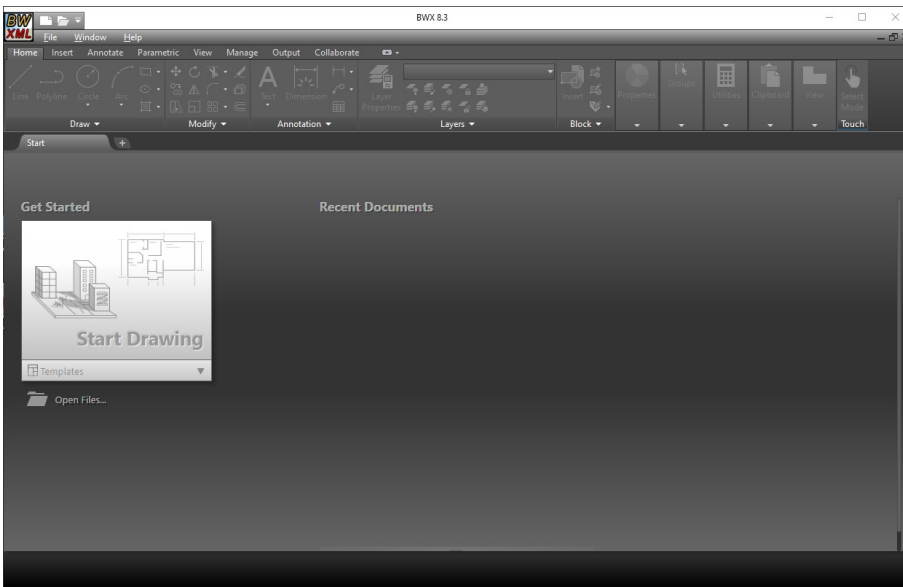 BWX 8.3
BW
XML
File Window Help
Home Insert Annotate Parametric View Manage Output Collaborate
Line Polyline Circle Arc Text Dimension Layer Properties Insert Properties Groups Utilities Clipboard View Select Mode
Draw Modify Annotation Layers Block Touch
Start
Get Started Recent Documents
Start Drawing
Templates
Open Files...